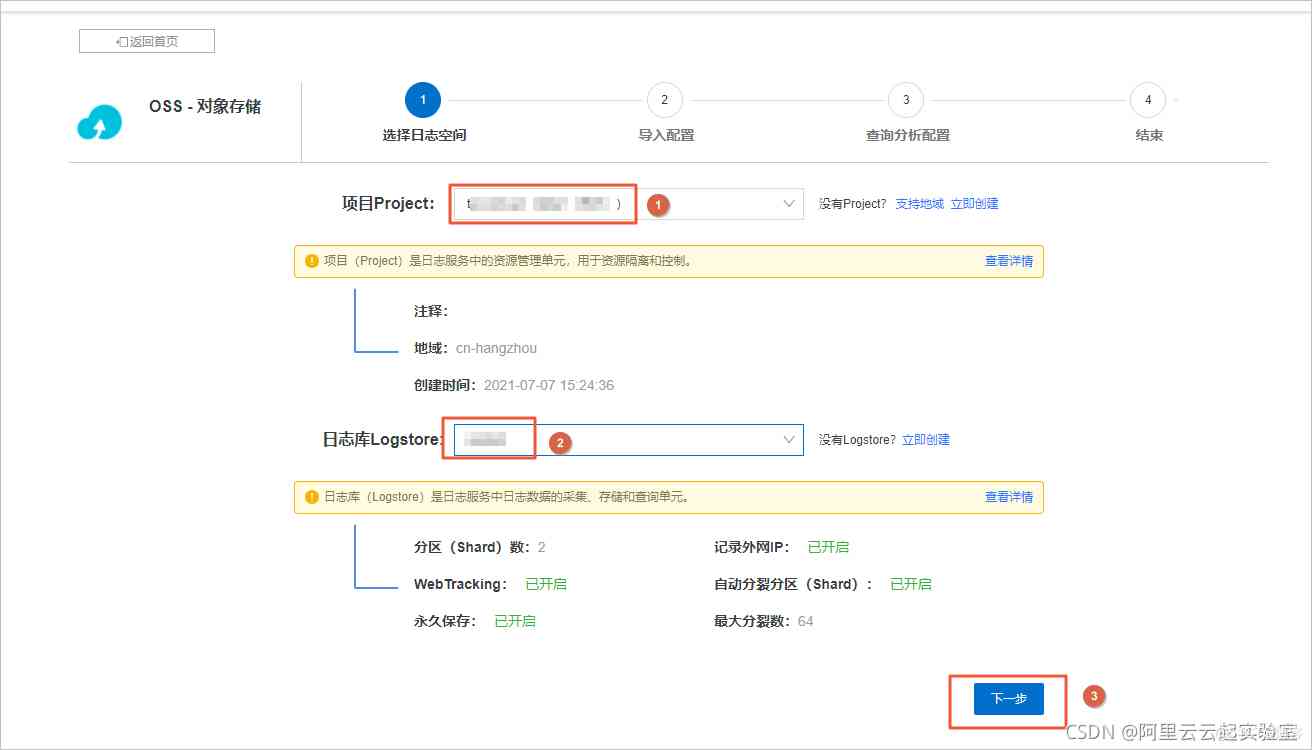 返回首页
OSS - 对象存储
1 2 3 4
选择日志空间 导入配置 查询分析配置 结束
项目Project: t ) 1 没有Project? 支持地域 立即创建
项目（Project）是日志服务中的资源管理单元，用于资源隔离和控制。 查看详情
注释：
地域：cn-hangzhou
创建时间：2021-07-07 15:24:36
日志库Logstore: 2 没有Logstore? 立即创建
日志库（Logstore）是日志服务中日志数据的采集、存储和查询单元。 查看详情
分区（Shard）数：2 记录外网IP： 已开启
WebTracking： 已开启 自动分裂分区（Shard）： 已开启
永久保存： 已开启 最大分裂数：64
下一步 3
CSDN @阿里云云起实验室